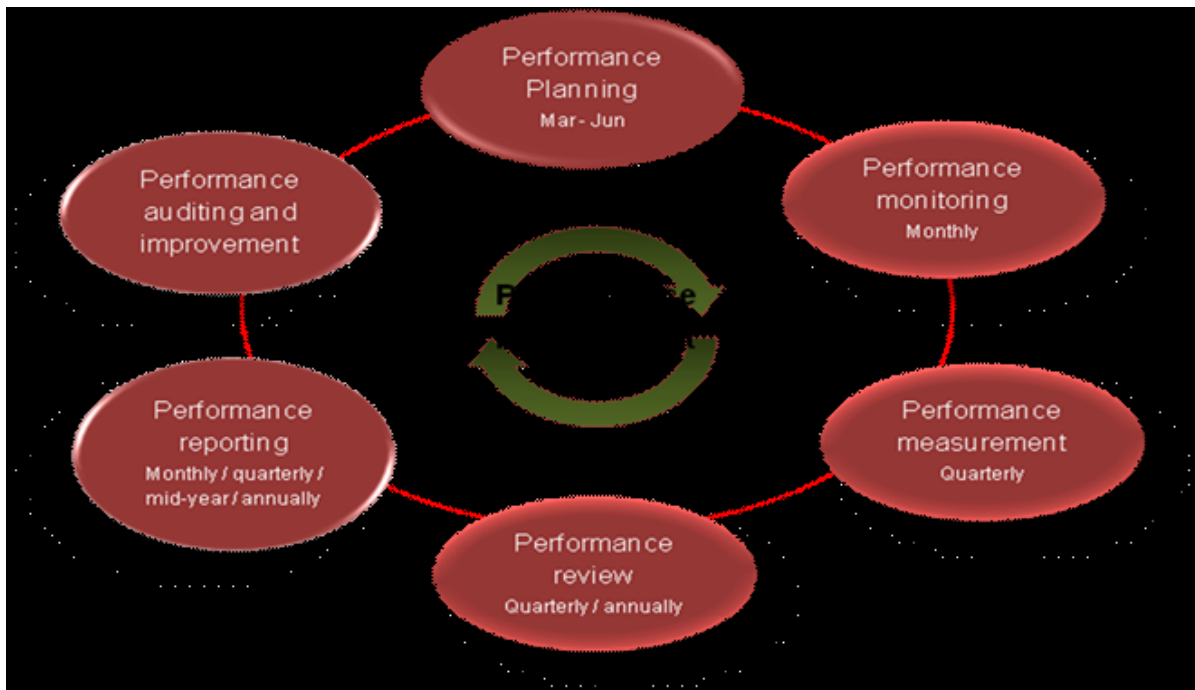 Performance
Planning
Mar - Jun
Performance
monitoring
Monthly
Performance
measurement
Quarterly
Performance
review
Quarterly / annually
Performance
reporting
Monthly / quarterly /
mid-year / annually
Performance
auditing and
improvement